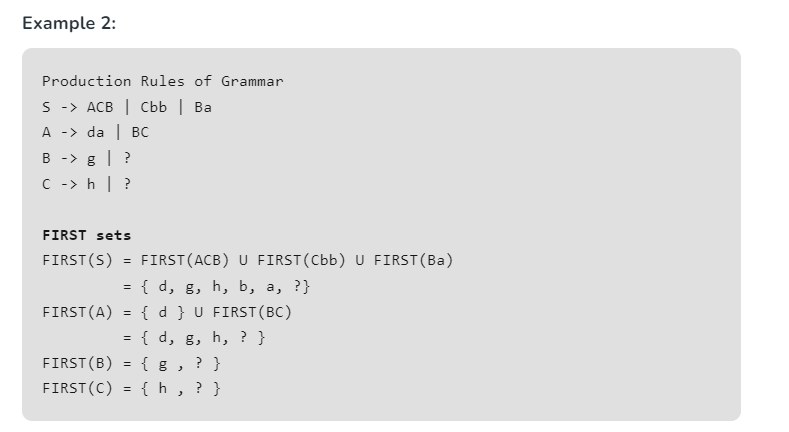 Example 2:
Production Rules of Grammar
S -> ACB | Cbb | Ba
A -> da | BC
B -> g | ?
C -> h | ?
FIRST sets
FIRST(S) = FIRST(ACB) U FIRST(Cbb) U FIRST(Ba)
= { d, g, h, b, a, ?}
FIRST(A) = { d } U FIRST(BC)
= { d, g, h, ? }
FIRST(B) = { g , ? }
FIRST(C) = { h , ? }